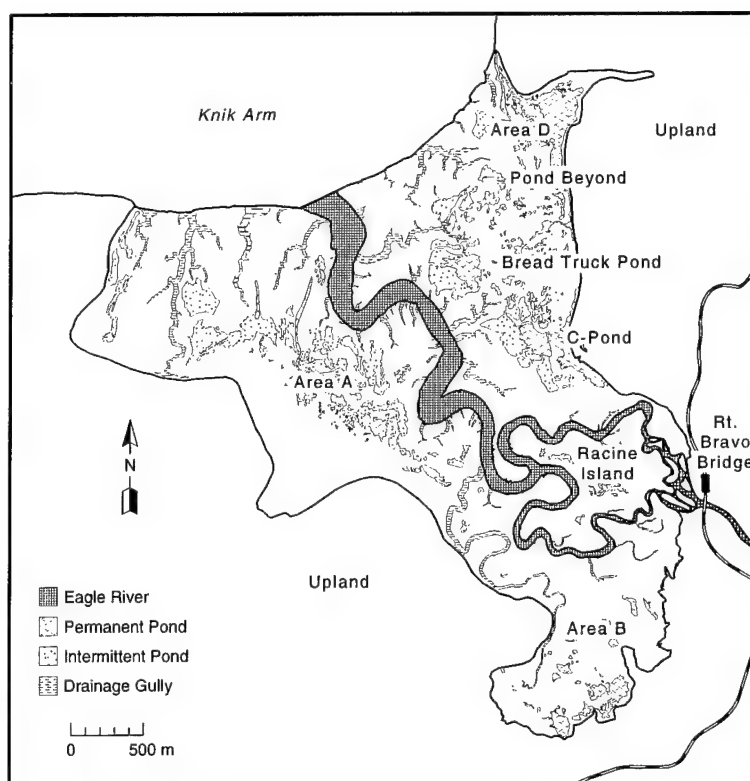 Knik Arm
Area D
Upland
Pond Beyond
Bread Truck Pond
C-Pond
Area A
Rt.
Bravo
Bridge
Racine
Island
N
Upland
Area B
Eagle River
Permanent Pond
Intermittent Pond
Drainage Gully
0 500 m